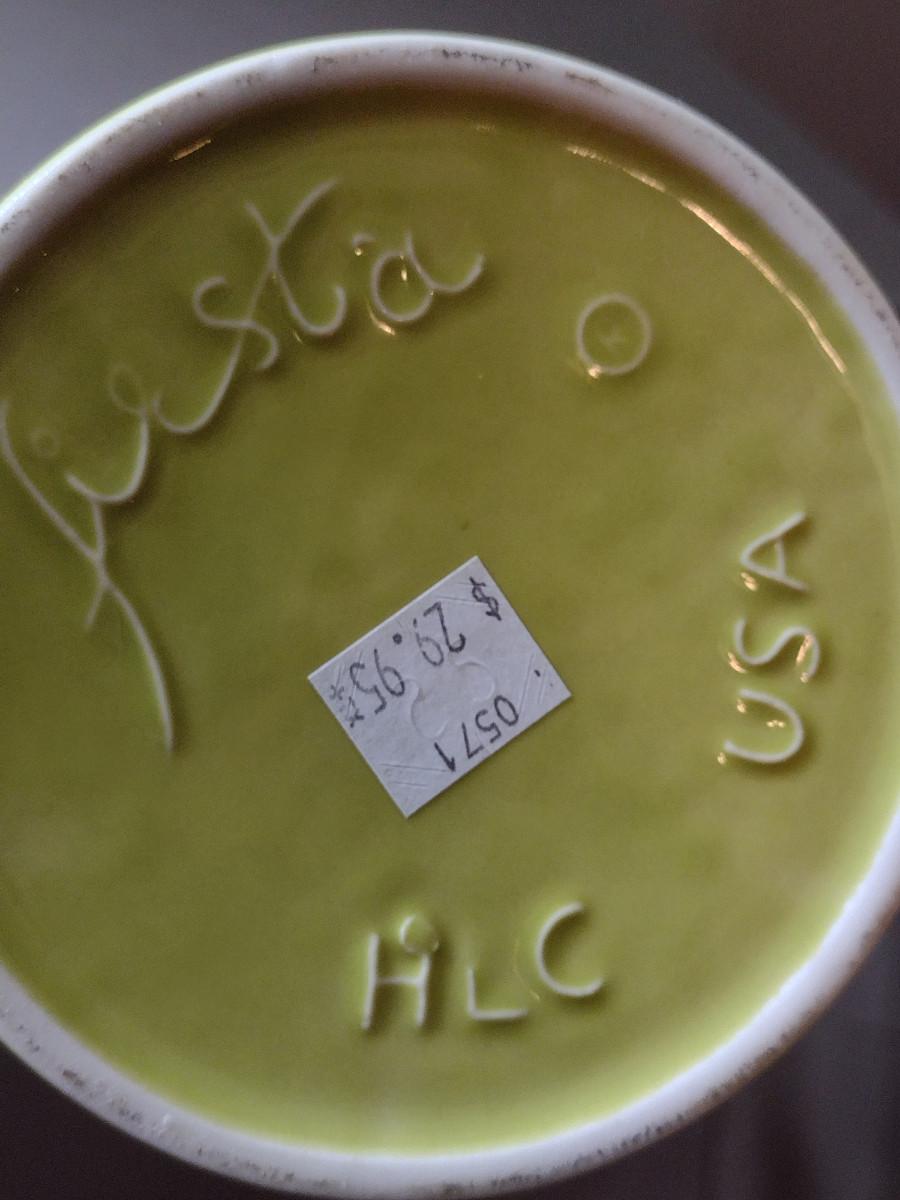 fiesta
USA
HLC
$ 29.95**
0571